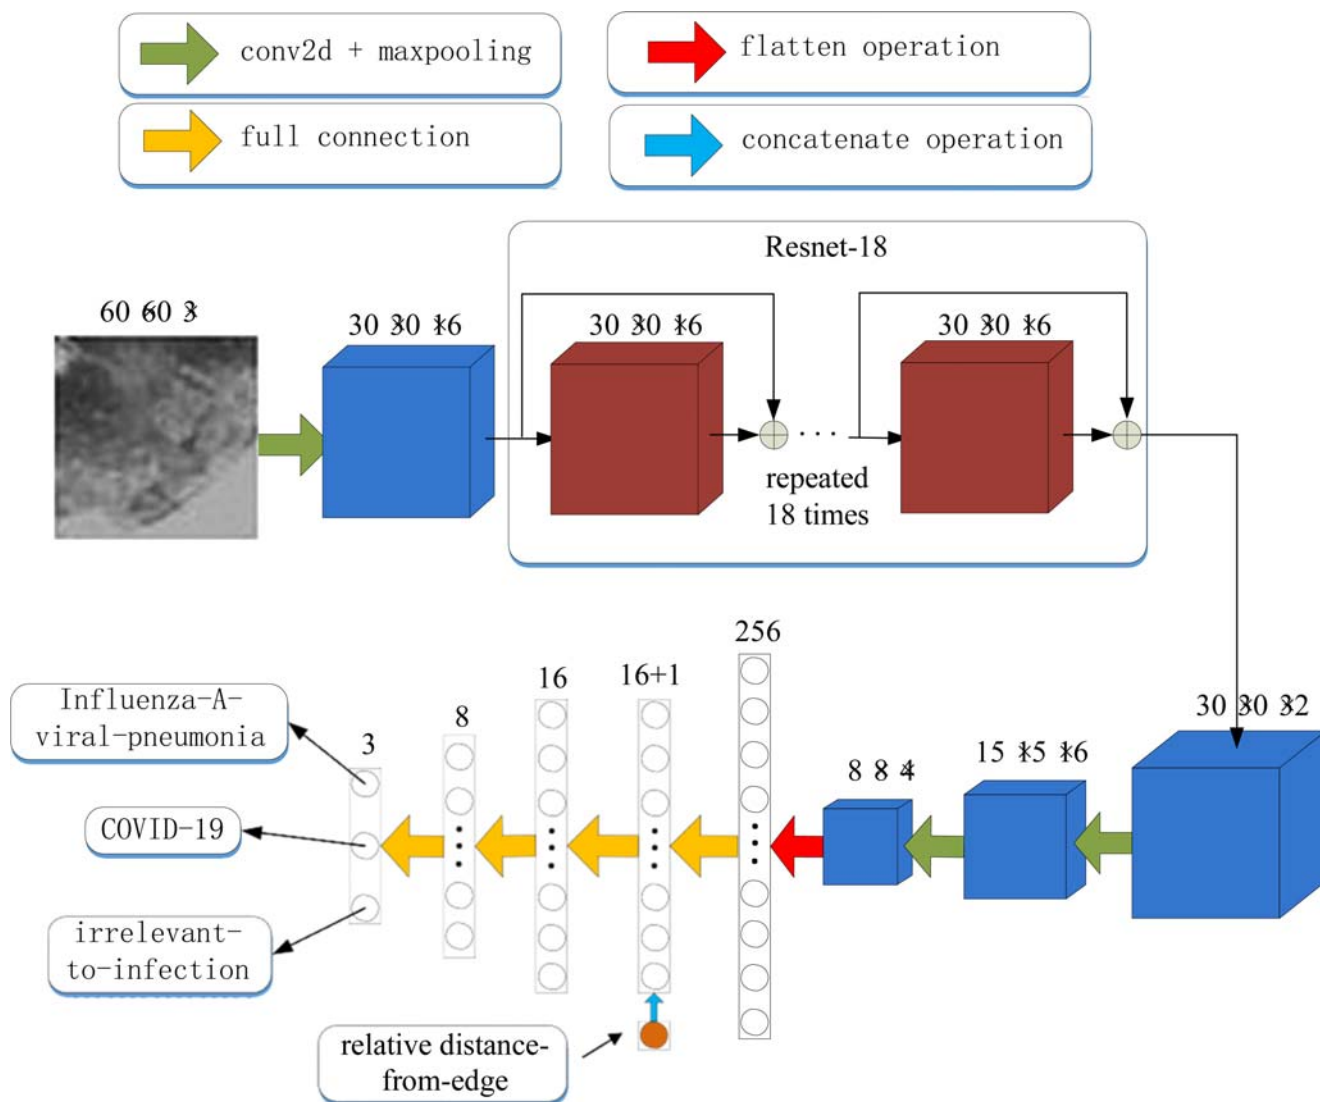 conv2d + maxpooling
flatten operation
full connection
concatenate operation
Resnet-18
60×60×3
30×30×16
30×30×16
30×30×16
repeated
18 times
256
16+1
16
8
3
Influenza-A-
viral-pneumonia
COVID-19
irrelevant-
to-infection
30×30×32
15×15×16
8×8×4
relative distance-
from-edge